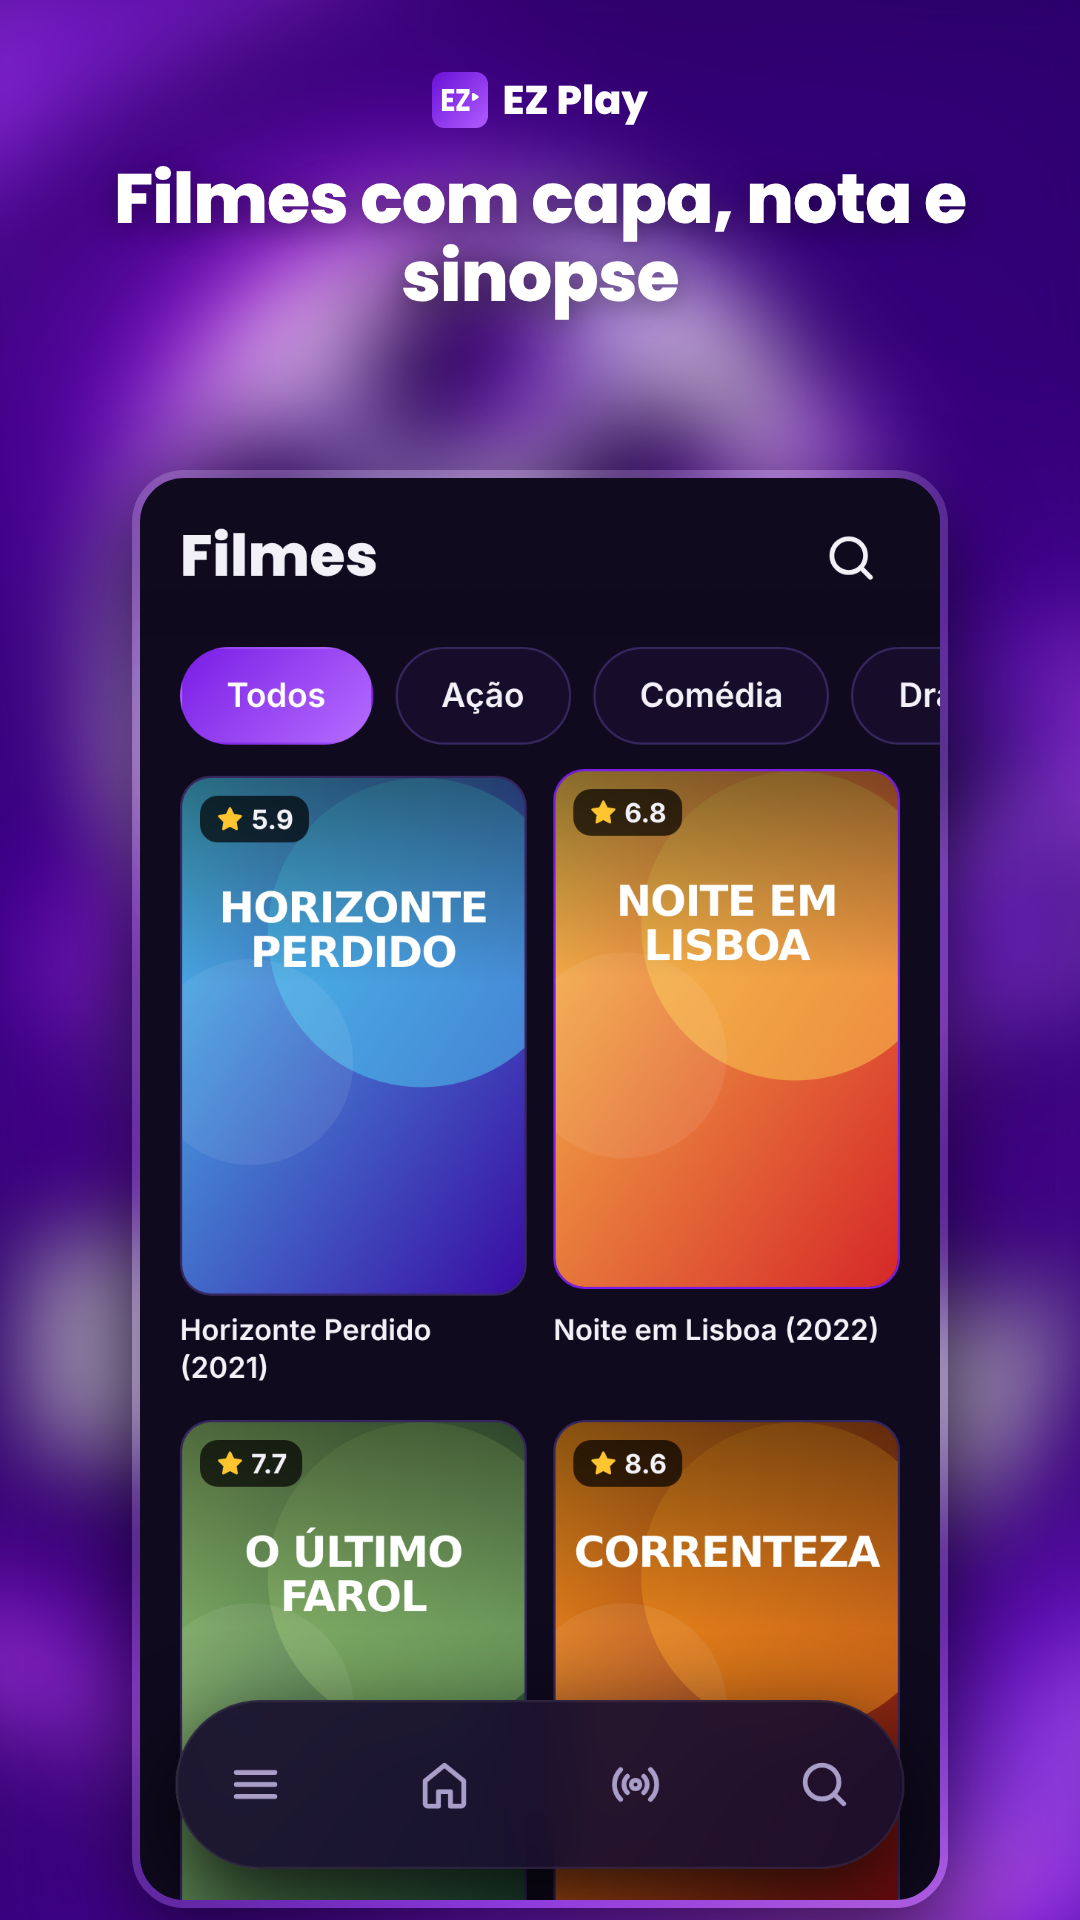 EZ EZ Play
Filmes com capa, nota e
sinopse
Filmes
Todos Ação Comédia Dra
5.9 6.8
HORIZONTE
PERDIDO
NOITE EM
LISBOA
Horizonte Perdido
(2021)
Noite em Lisboa (2022)
7.7 8.6
O ÚLTIMO
FAROL
CORRENTEZA